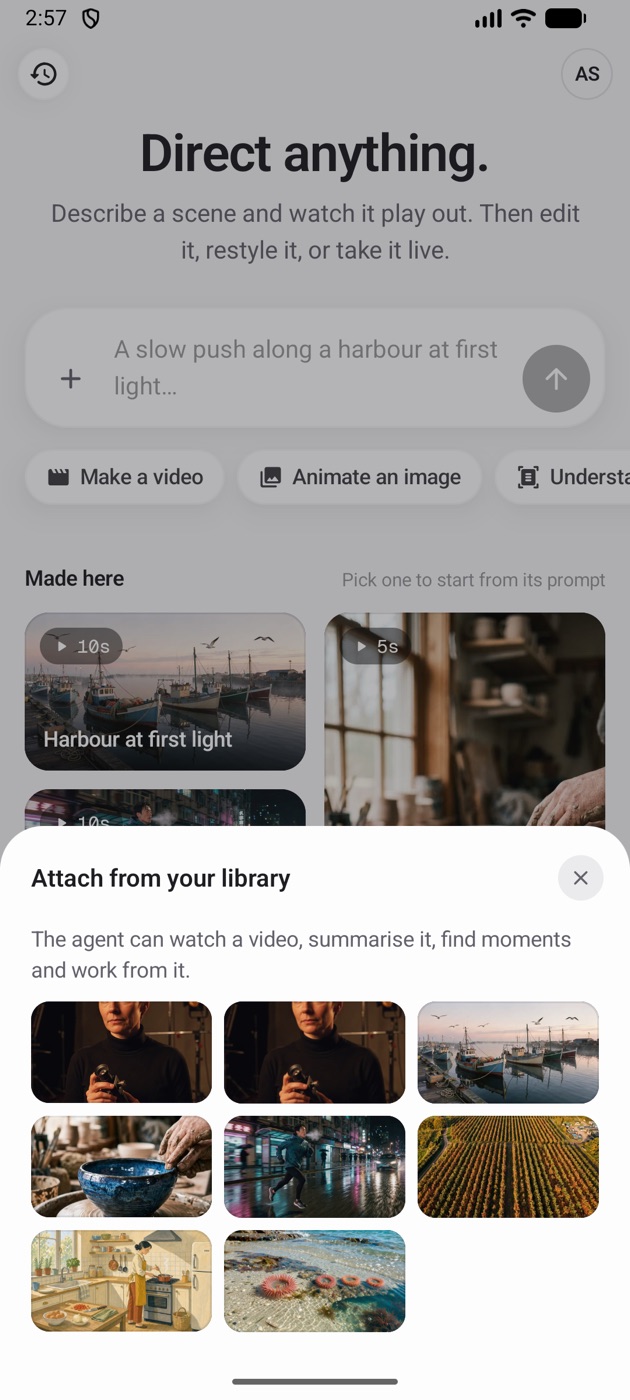 2:57
AS
Direct anything.
Describe a scene and watch it play out. Then edit
it, restyle it, or take it live.
A slow push along a harbour at first
light…
Make a video
Animate an image
Understa
Made here
Pick one to start from its prompt
10s
5s
Harbour at first light
10s
Attach from your library
The agent can watch a video, summarise it, find moments
and work from it.